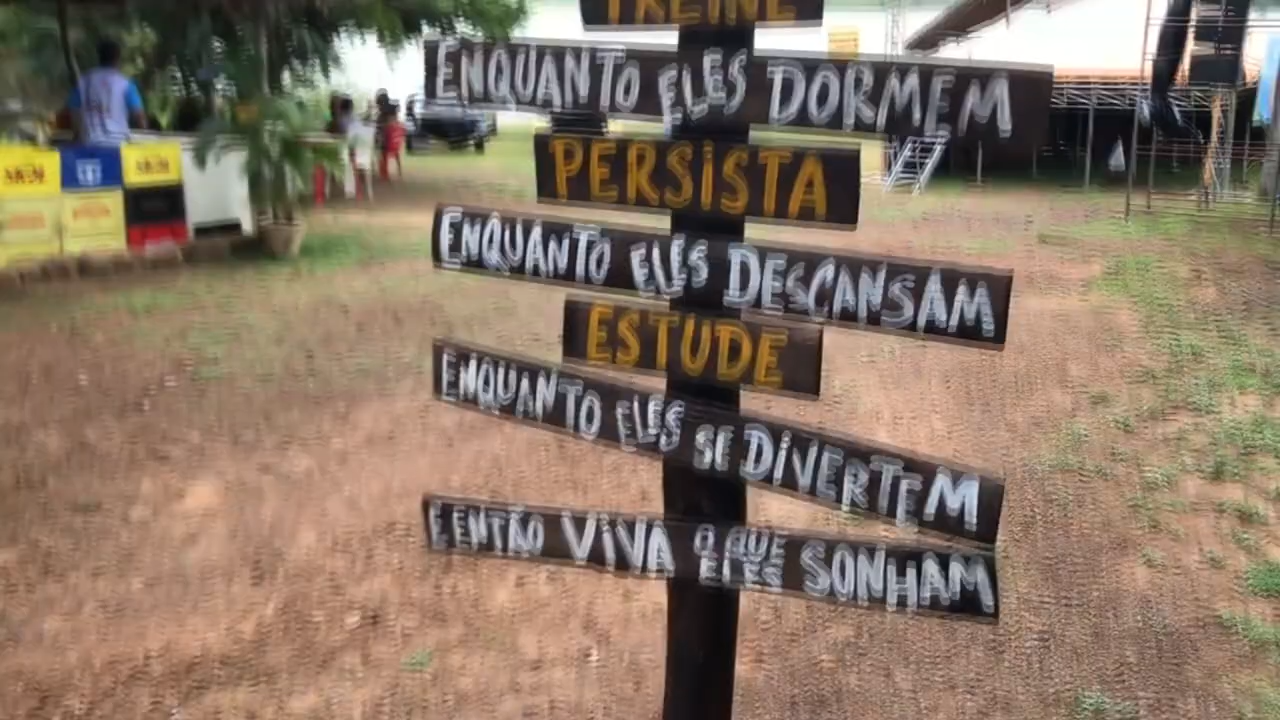 TREINE
ENQUANTO ELES DORMEM
PERSISTA
ENQUANTO ELES DESCANSAM
ESTUDE
ENQUANTO ELES SE DIVERTEM
E ENTÃO VIVA O QUE ELES SONHAM